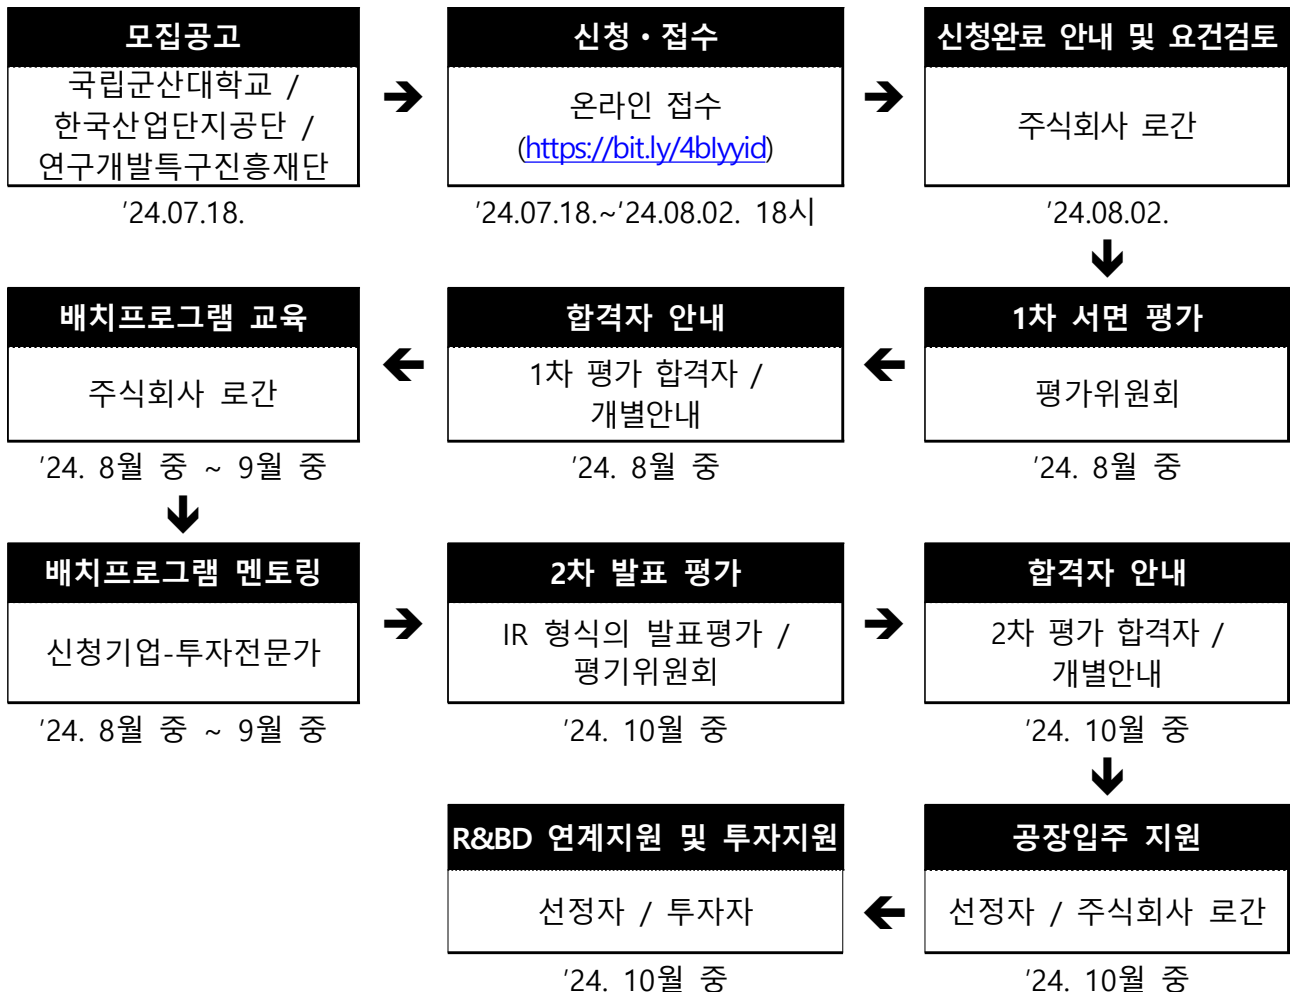 모집공고
국립군산대학교 /
한국산업단지공단 /
연구개발특구진흥재단
'24.07.18.
신청・접수
온라인 접수
(https://bit.ly/4bIyyid)
'24.07.18.~'24.08.02. 18시
신청완료 안내 및 요건검토
주식회사 로간
'24.08.02.
1차 서면 평가
평가위원회
'24. 8월 중
합격자 안내
1차 평가 합격자 /
개별안내
'24. 8월 중
배치프로그램 교육
주식회사 로간
'24. 8월 중 ~ 9월 중
배치프로그램 멘토링
신청기업-투자전문가
'24. 8월 중 ~ 9월 중
2차 발표 평가
IR 형식의 발표평가 /
평기위원회
'24. 10월 중
합격자 안내
2차 평가 합격자 /
개별안내
'24. 10월 중
공장입주 지원
선정자 / 주식회사 로간
'24. 10월 중
R&BD 연계지원 및 투자지원
선정자 / 투자자
'24. 10월 중